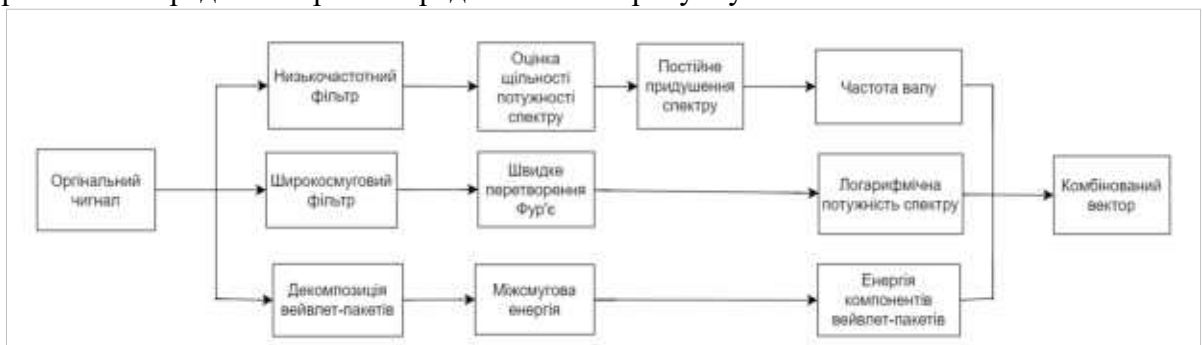 Низькочастотний
фільтр
Оцінка
щільності
потужності
спектру
Постійне
придушення
спектру
Частота валу
Оргінальний
чигнал
Широкосмуговий
фільтр
Швидке
перетворення
Фур'є
Логарифмічна
потужність спектру
Комбінований
вектор
Декомпозиція
вейвлет-пакетів
Міжсмугова
енергія
Енергія
компонентів
вейвлет-пакетів